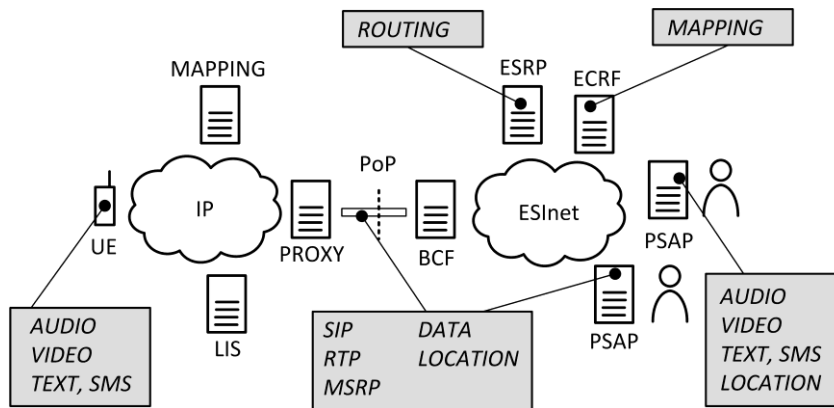 ROUTING
MAPPING
MAPPING
ESRP
ECRF
PoP
IP
ESInet
UE
PROXY
BCF
PSAP
LIS
PSAP
AUDIO
VIDEO
TEXT, SMS
SIP DATA
RTP LOCATION
MSRP
AUDIO
VIDEO
TEXT, SMS
LOCATION